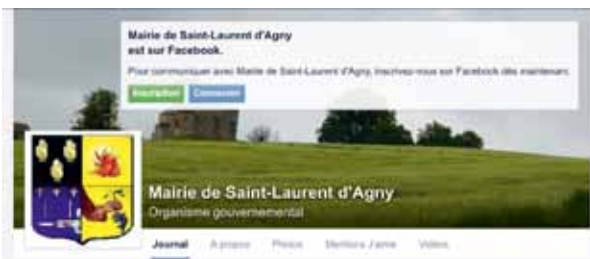 Mairie de Saint-Laurent d'Agny
est sur Facebook.
Pour communiquer avec Mairie de Saint-Laurent d'Agny, inscrivez-vous sur Facebook dès maintenant.
Inscription Connexion
Mairie de Saint-Laurent d'Agny
Organisme gouvernemental
Journal A propos Photos Mentions J'aime Vidéos